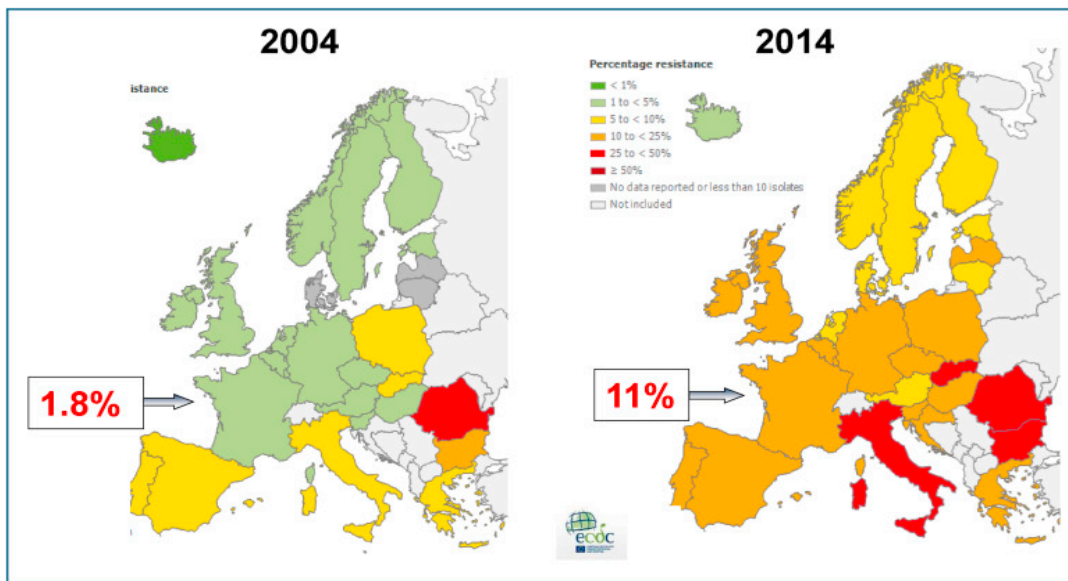 2004
2014
istance
Percentage resistance
< 1%
1 to < 5%
5 to < 10%
10 to < 25%
25 to < 50%
≥ 50%
No data reported or less than 10 isolates
Not included
1.8%
11%
ecdc